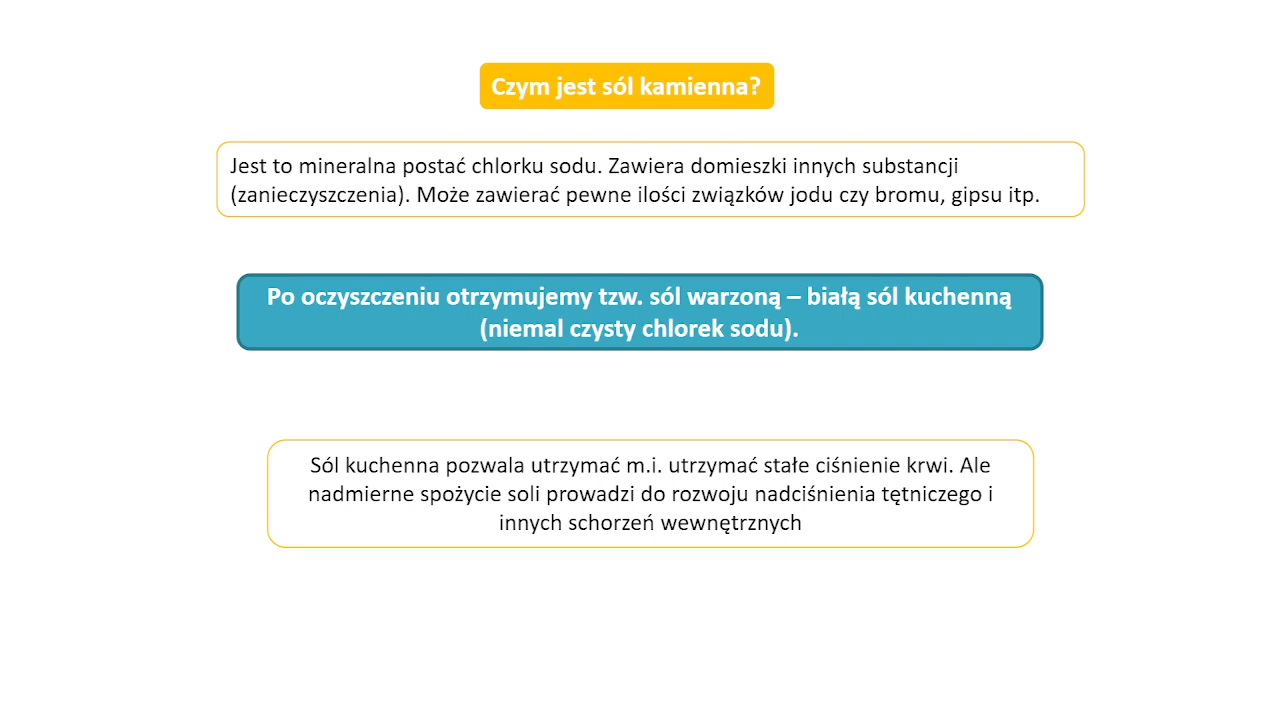 Czym jest sól kamienna?
Jest to mineralna postać chlorku sodu. Zawiera domieszki innych substancji
(zanieczyszczenia). Może zawierać pewne ilości związków jodu czy bromu, gipsu itp.
Po oczyszczeniu otrzymujemy tzw. sól warzoną – białą sól kuchenną
(niemal czysty chlorek sodu).
Sól kuchenna pozwala utrzymać m.i. utrzymać stałe ciśnienie krwi. Ale
nadmierne spożycie soli prowadzi do rozwoju nadciśnienia tętniczego i
innych schorzeń wewnętrznych